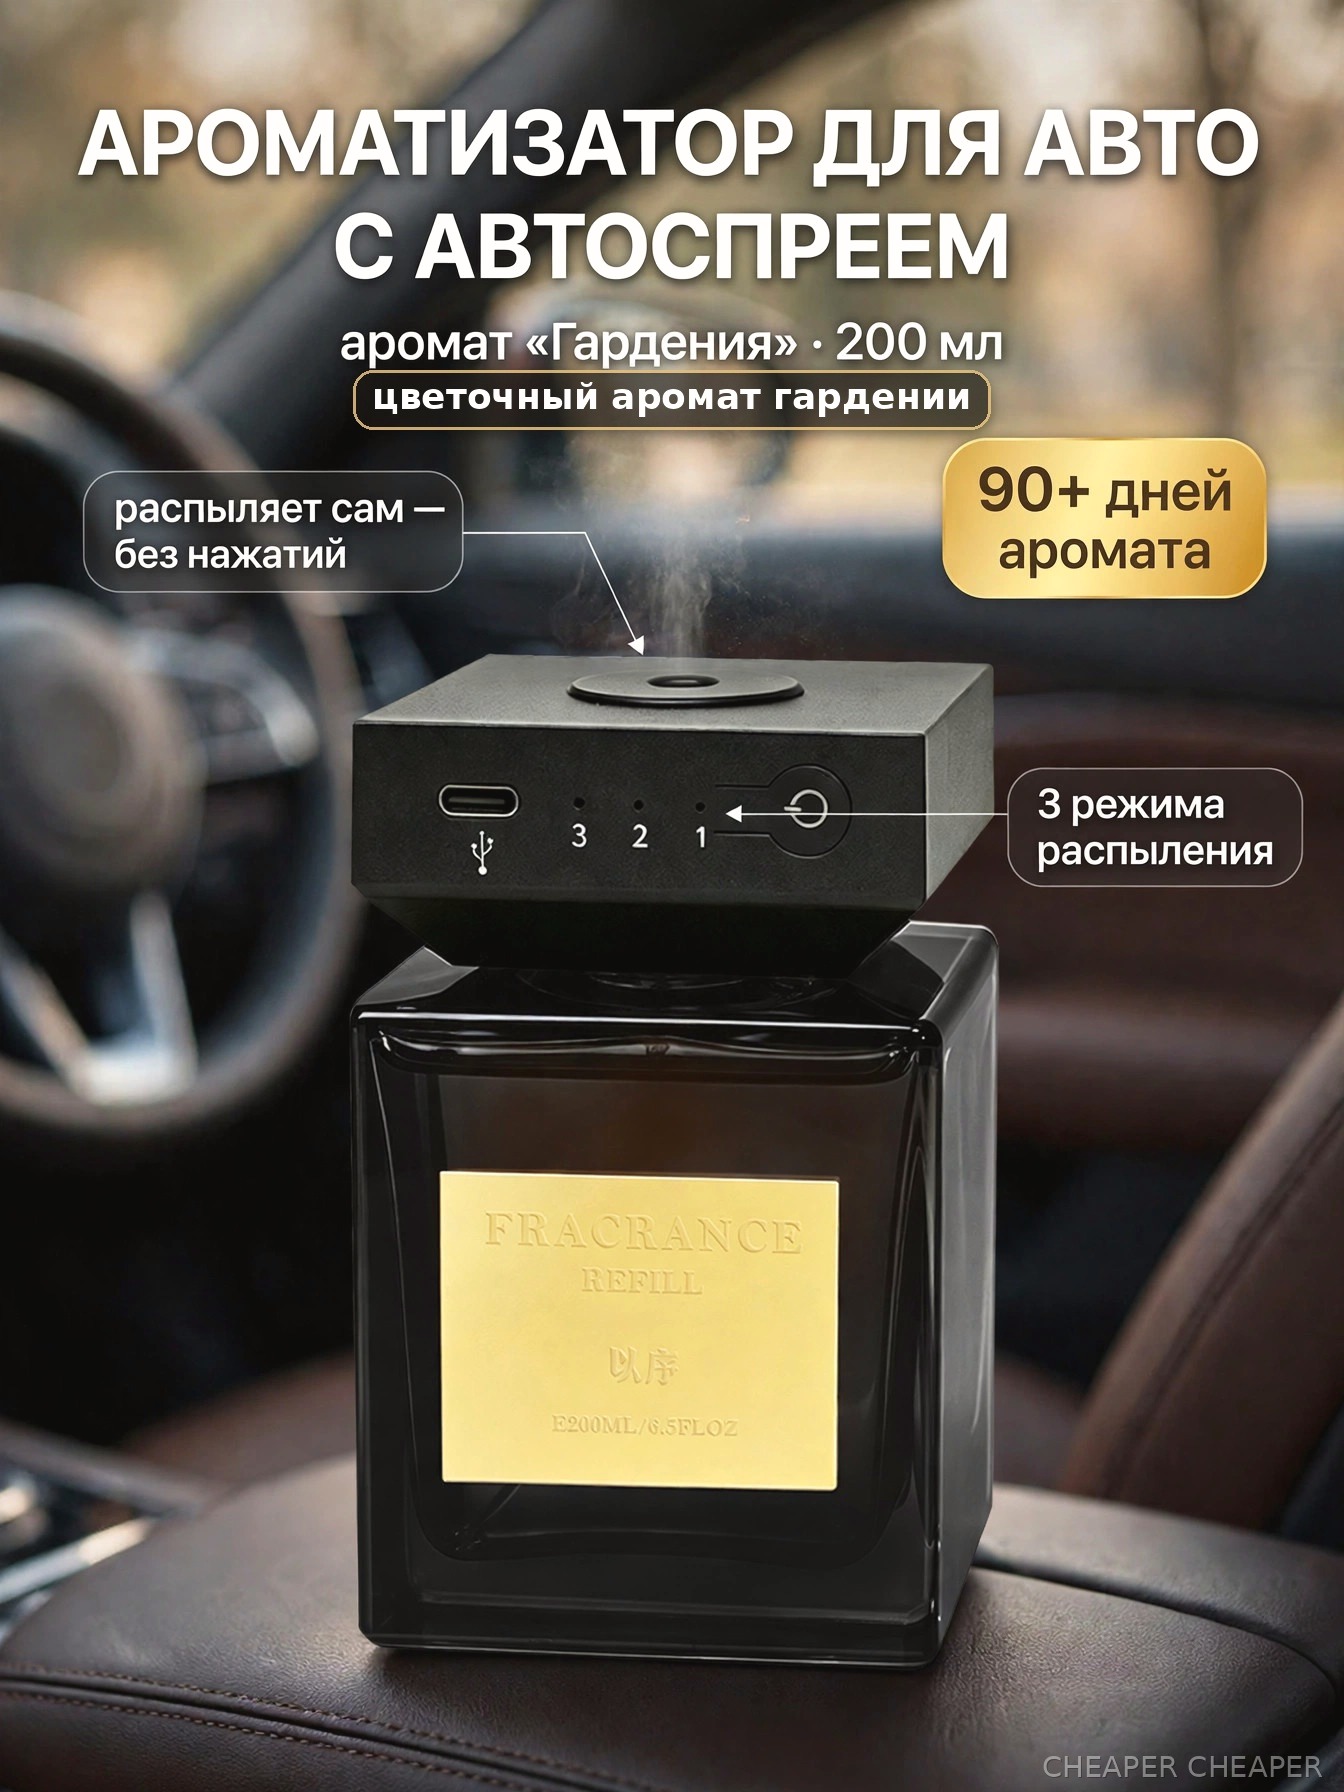 АРОМАТИЗАТОР ДЛЯ АВТО
С АВТОСПРЕЕМ
аромат «Гардения» · 200 мл
цветочный аромат гардении
90+ дней
аромата
распыляет сам —
без нажатий
3 2 1
3 режима
распыления
FRAGRANCE
REFILL
以序
E200ML/6.5FLOZ
CHEAPER CHEAPER